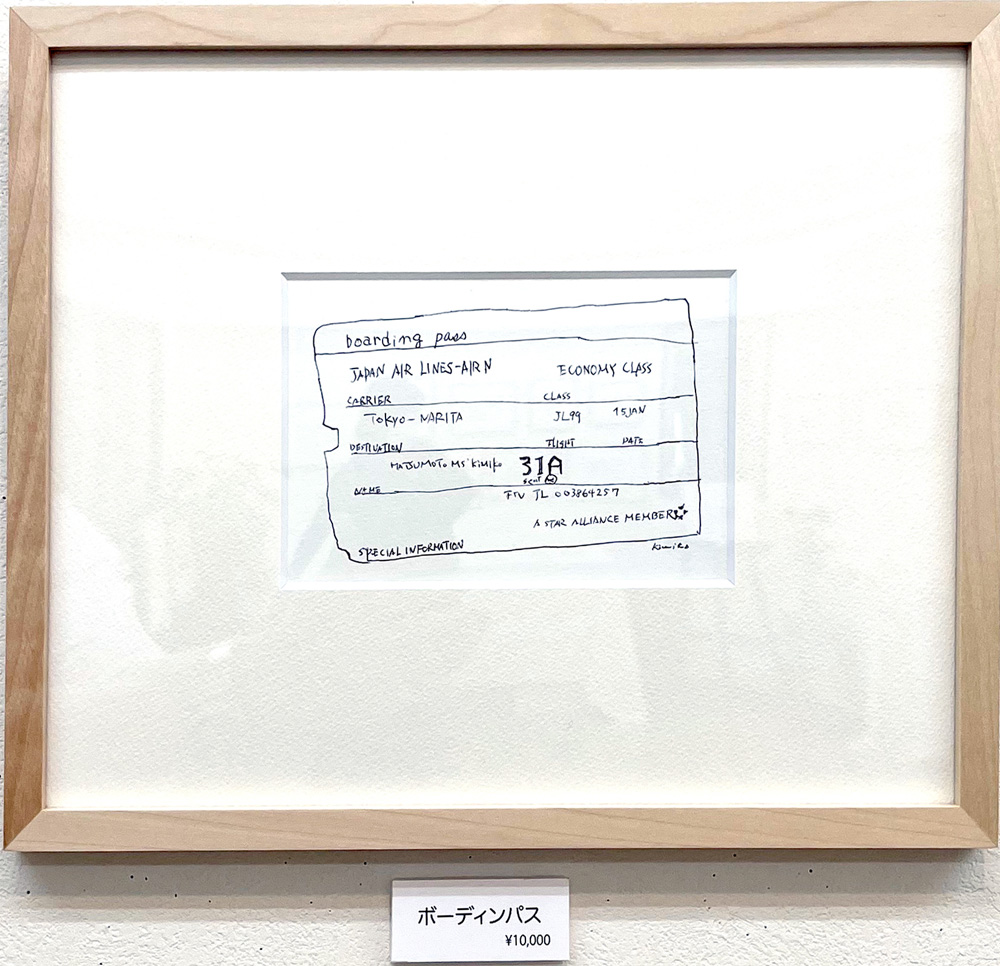 boarding pass
JAPAN AIR LINES-AIRN ECONOMY CLASS
CARRIER CLASS
TOKYO-NARITA JL99 15JAN
DESTIVATION FLIGHT DATE
MATSUMOTO MS KIMIKO 31A
NAME seat
FTV JL 003864257
A STAR ALLIANCE MEMBER
SPECIAL INFORMATION kimiko
ボーディンパス
¥10,000